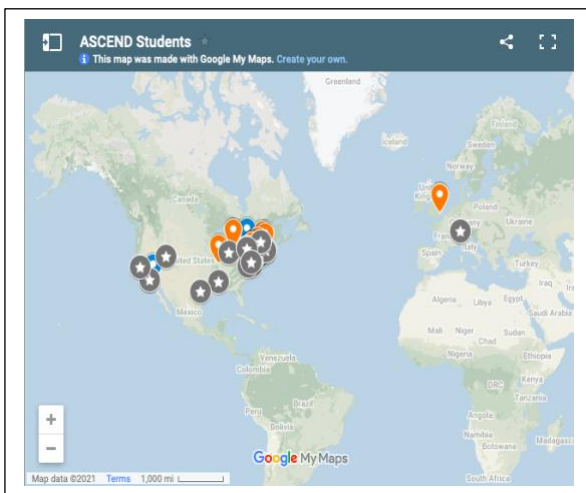 ASCEND Students
This map was made with Google My Maps. Create your own.
Greenland
Iceland
Finland
Sweden
Norway
United
Kingdom
Poland
Ukraine
France
Italy
Spain
Turkey
Canada
United States
Mexico
Iraq
Algeria
Libya
Egypt
Saudi Arabia
Mali
Niger
Sudan
Chad
Nigeria
Ethiopia
Venezuela
Colombia
DRC
Kenya
Tanzania
Brazil
Peru
Bolivia
Angola
Namibia
Botswana
Madagascar
South Africa
+
−
Google My Maps
Map data ©2021 Terms 1,000 mi